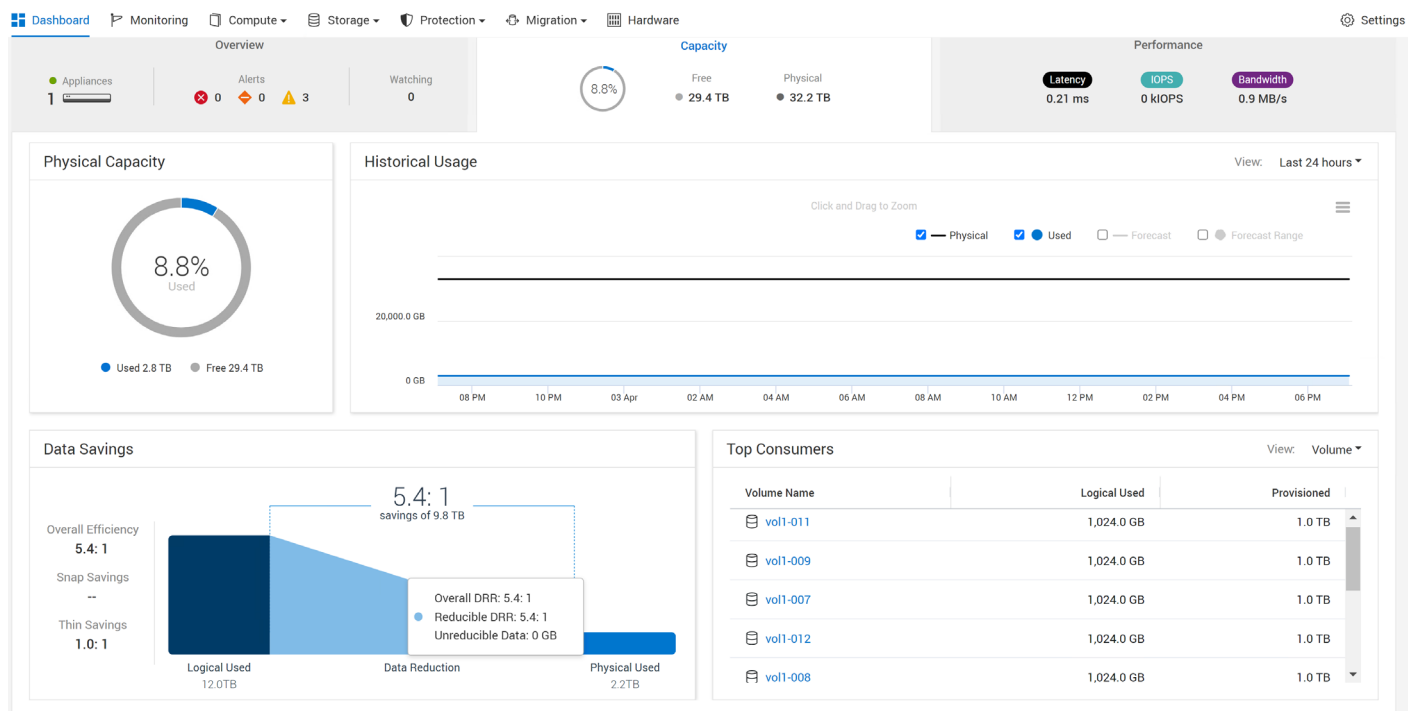 Dashboard Monitoring Compute Storage Protection Migration Hardware Settings
Overview Capacity Performance
Appliances Alerts Watching
1 0 0 3 0
8.8% Free Physical
29.4 TB 32.2 TB
Latency IOPS Bandwidth
0.21 ms 0 kIOPS 0.9 MB/s
Physical Capacity
8.8%
Used
Used 2.8 TB Free 29.4 TB
Historical Usage View: Last 24 hours
Click and Drag to Zoom
Physical Used Forecast Forecast Range
20,000.0 GB
0 GB
08 PM 10 PM 03 Apr 02 AM 04 AM 06 AM 08 AM 10 AM 12 PM 02 PM 04 PM 06 PM
Data Savings
5.4: 1
savings of 9.8 TB
Overall Efficiency
5.4: 1
Snap Savings
--
Thin Savings
1.0: 1
Overall DRR: 5.4: 1
Reducible DRR: 5.4: 1
Unreducible Data: 0 GB
Logical Used Data Reduction Physical Used
12.0TB 2.2TB
Top Consumers View: Volume
Volume Name Logical Used Provisioned
vol1-011 1,024.0 GB 1.0 TB
vol1-009 1,024.0 GB 1.0 TB
vol1-007 1,024.0 GB 1.0 TB
vol1-012 1,024.0 GB 1.0 TB
vol1-008 1,024.0 GB 1.0 TB